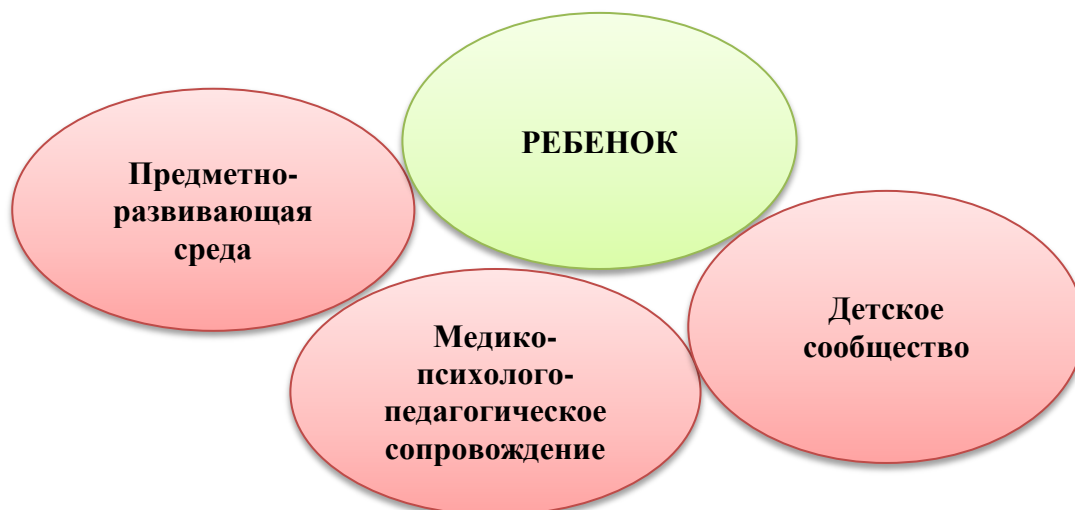 РЕБЕНОК
Предметно-
развивающая
среда
Медико-
психолого-
педагогическое
сопровождение
Детское
сообщество